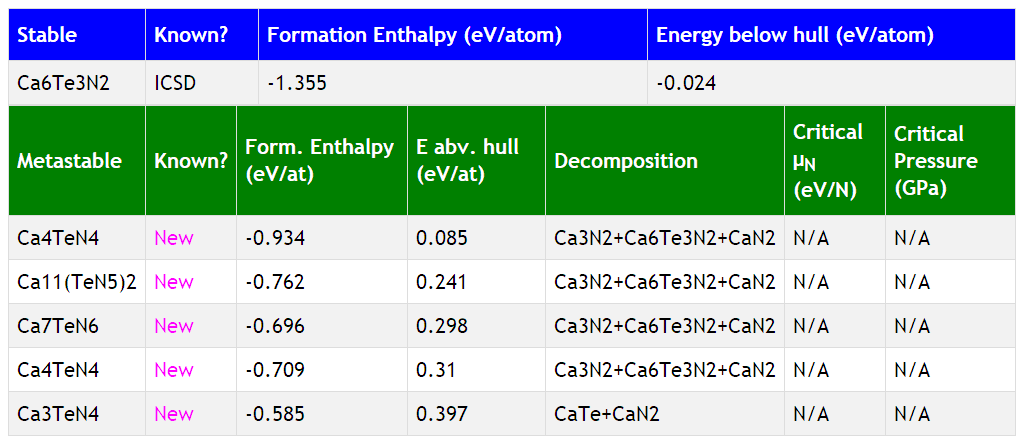 Stable Known? Formation Enthalpy (eV/atom) Energy below hull (eV/atom)
Ca6Te3N2 ICSD -1.355 -0.024
Metastable Known? Form. Enthalpy (eV/at) E abv. hull (eV/at) Decomposition Critical μN (eV/N) Critical Pressure (GPa)
Ca4TeN4 New -0.934 0.085 Ca3N2+Ca6Te3N2+CaN2 N/A N/A
Ca11(TeN5)2 New -0.762 0.241 Ca3N2+Ca6Te3N2+CaN2 N/A N/A
Ca7TeN6 New -0.696 0.298 Ca3N2+Ca6Te3N2+CaN2 N/A N/A
Ca4TeN4 New -0.709 0.31 Ca3N2+Ca6Te3N2+CaN2 N/A N/A
Ca3TeN4 New -0.585 0.397 CaTe+CaN2 N/A N/A